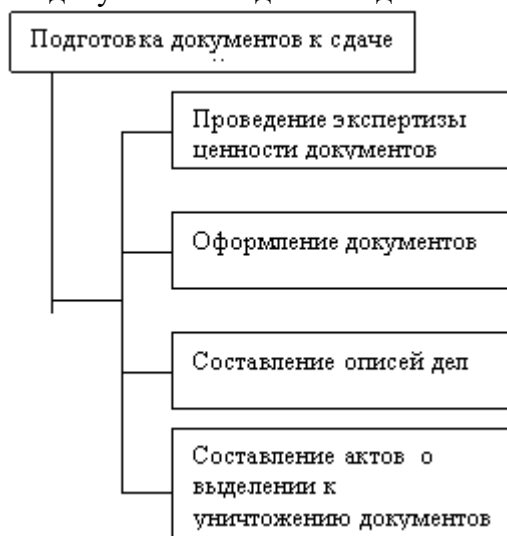 Подготовка документов к сдаче
Проведение экспертизы
ценности документов
Оформление документов
Составление описей дел
Составление актов о
выделении к
уничтожению документов